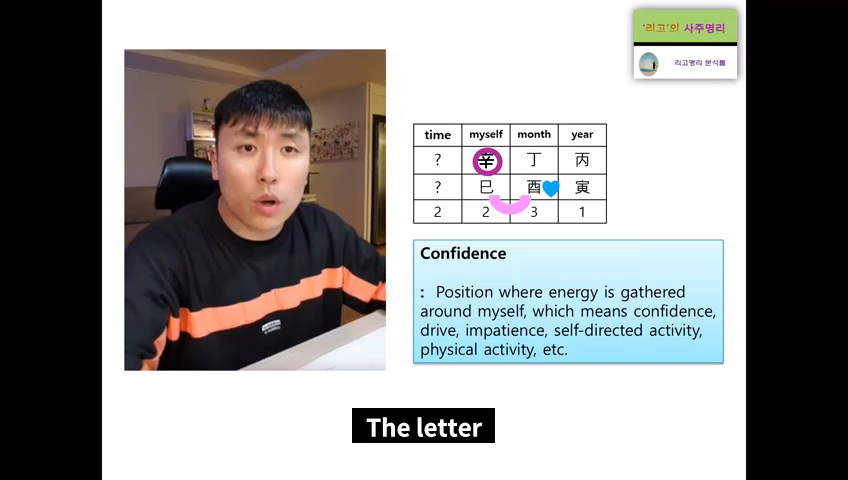 '리고'의 사주명리
리고명리 분석틀
time myself month year
? 辛 丁 丙
? 巳 酉 寅
2 2 3 1
Confidence
: Position where energy is gathered
around myself, which means confidence,
drive, impatience, self-directed activity,
physical activity, etc.
The letter